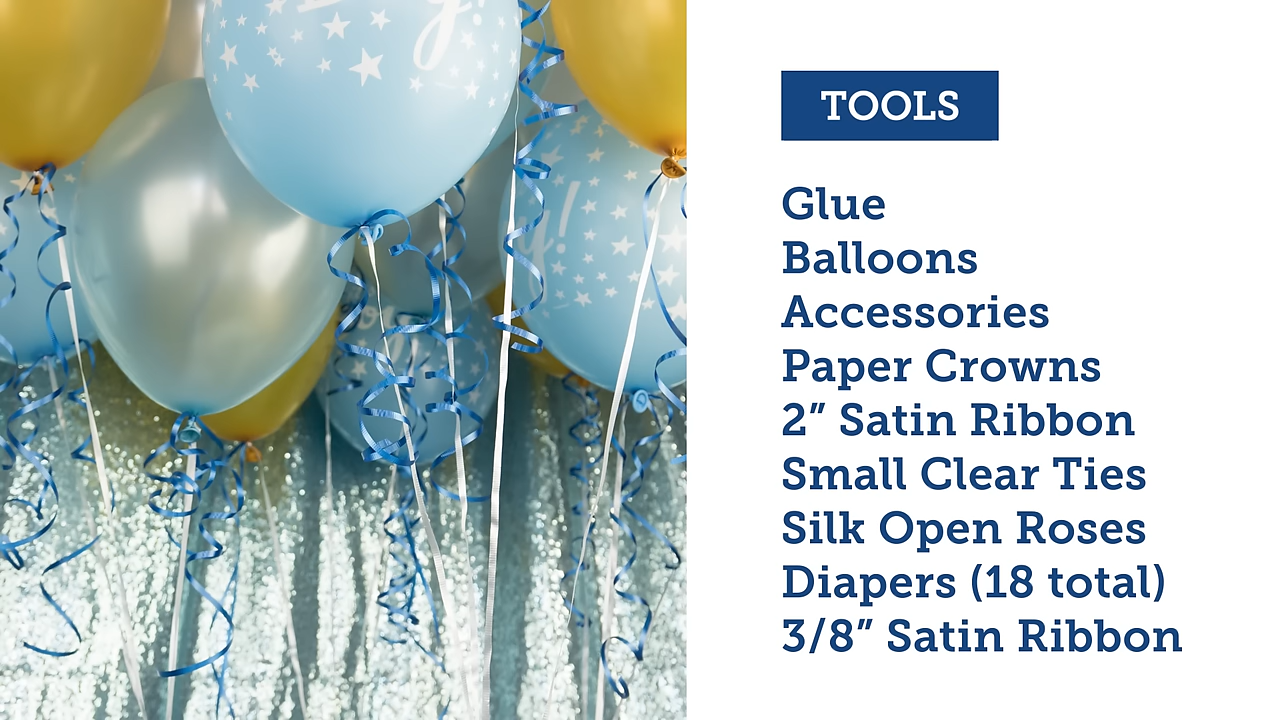 TOOLS
Glue
Balloons
Accessories
Paper Crowns
2” Satin Ribbon
Small Clear Ties
Silk Open Roses
Diapers (18 total)
3/8” Satin Ribbon